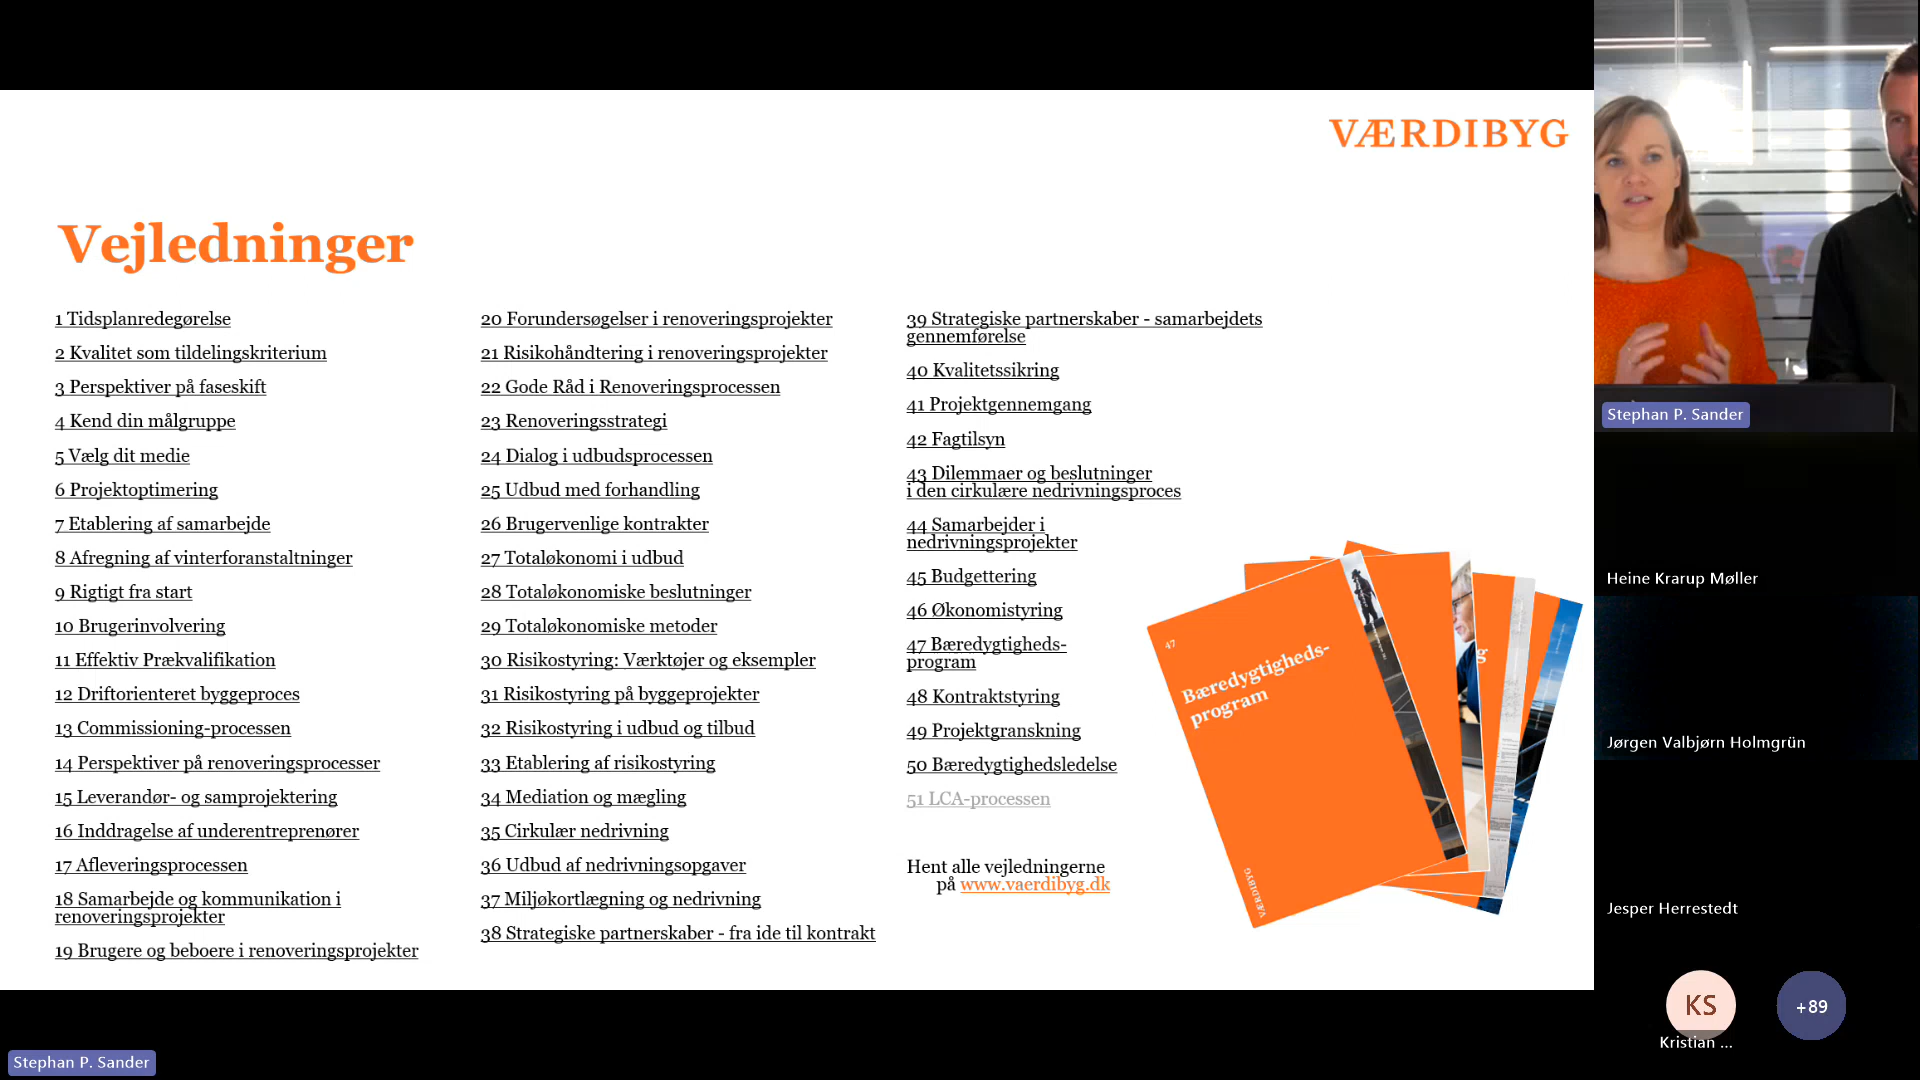 VÆRDIBYG
Vejledninger
1 Tidsplanredegørelse
2 Kvalitet som tildelingskriterium
3 Perspektiver på faseskift
4 Kend din målgruppe
5 Vælg dit medie
6 Projektoptimering
7 Etablering af samarbejde
8 Afregning af vinterforanstaltninger
9 Rigtigt fra start
10 Brugerinvolvering
11 Effektiv Prækvalifikation
12 Driftorienteret byggeproces
13 Commissioning-processen
14 Perspektiver på renoveringsprocesser
15 Leverandør- og samprojektering
16 Inddragelse af underentreprenører
17 Afleveringsprocessen
18 Samarbejde og kommunikation i
renoveringsprojekter
19 Brugere og beboere i renoveringsprojekter
20 Forundersøgelser i renoveringsprojekter
21 Risikohåndtering i renoveringsprojekter
22 Gode Råd i Renoveringsprocessen
23 Renoveringsstrategi
24 Dialog i udbudsprocessen
25 Udbud med forhandling
26 Brugervenlige kontrakter
27 Totaløkonomi i udbud
28 Totaløkonomiske beslutninger
29 Totaløkonomiske metoder
30 Risikostyring: Værktøjer og eksempler
31 Risikostyring på byggeprojekter
32 Risikostyring i udbud og tilbud
33 Etablering af risikostyring
34 Mediation og mægling
35 Cirkulær nedrivning
36 Udbud af nedrivningsopgaver
37 Miljøkortlægning og nedrivning
38 Strategiske partnerskaber - fra ide til kontrakt
39 Strategiske partnerskaber - samarbejdets
gennemførelse
40 Kvalitetssikring
41 Projektgennemgang
42 Fagtilsyn
43 Dilemmaer og beslutninger
i den cirkulære nedrivningsproces
44 Samarbejder i
nedrivningsprojekter
45 Budgettering
46 Økonomistyring
47 Bæredygtigheds-
program
48 Kontraktstyring
49 Projektgranskning
50 Bæredygtighedsledelse
51 LCA-processen
Hent alle vejledningerne
på www.vaerdibyg.dk
47
Bæredygtigheds-
program
VÆRDIBYG
g
Stephan P. Sander
Heine Krarup Møller
Jørgen Valbjørn Holmgrün
Jesper Herrestedt
KS
+89
Kristian ...
Stephan P. Sander